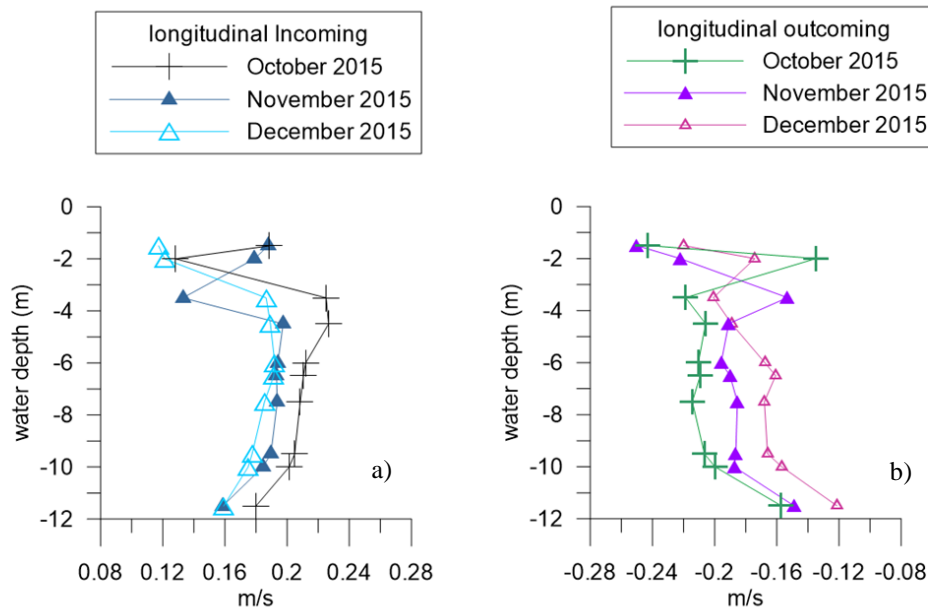 longitudinal Incoming
October 2015
November 2015
December 2015
longitudinal outcoming
October 2015
November 2015
December 2015
0
-2
-4
-6
-8
-10
-12
water depth (m)
0.08 0.12 0.16 0.2 0.24 0.28
m/s
a)
0
-2
-4
-6
-8
-10
-12
water depth (m)
-0.28 -0.24 -0.2 -0.16 -0.12 -0.08
m/s
b)